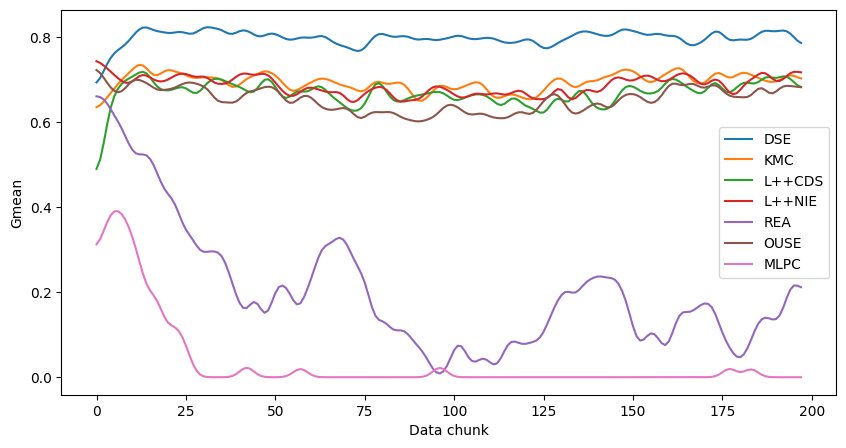 0.8
0.6
0.4
0.2
0.0
Gmean
0 25 50 75 100 125 150 175 200
Data chunk
DSE
KMC
L++CDS
L++NIE
REA
OUSE
MLPC